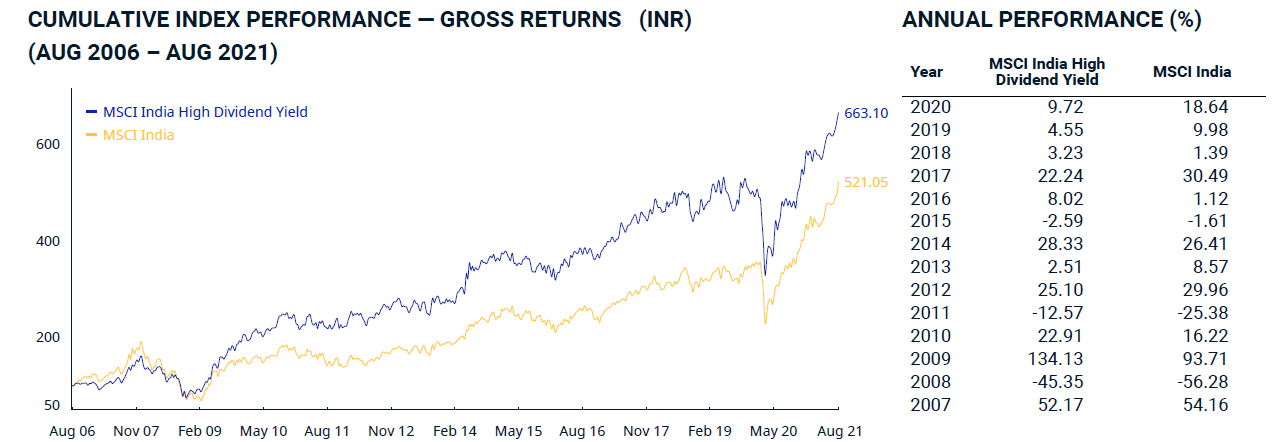 CUMULATIVE INDEX PERFORMANCE — GROSS RETURNS (INR)
(AUG 2006 – AUG 2021)
MSCI India High Dividend Yield
MSCI India
663.10
521.05
600
400
200
50
Aug 06 Nov 07 Feb 09 May 10 Aug 11 Nov 12 Feb 14 May 15 Aug 16 Nov 17 Feb 19 May 20 Aug 21
ANNUAL PERFORMANCE (%)
Year MSCI India High Dividend Yield MSCI India
2020 9.72 18.64
2019 4.55 9.98
2018 3.23 1.39
2017 22.24 30.49
2016 8.02 1.12
2015 -2.59 -1.61
2014 28.33 26.41
2013 2.51 8.57
2012 25.10 29.96
2011 -12.57 -25.38
2010 22.91 16.22
2009 134.13 93.71
2008 -45.35 -56.28
2007 52.17 54.16